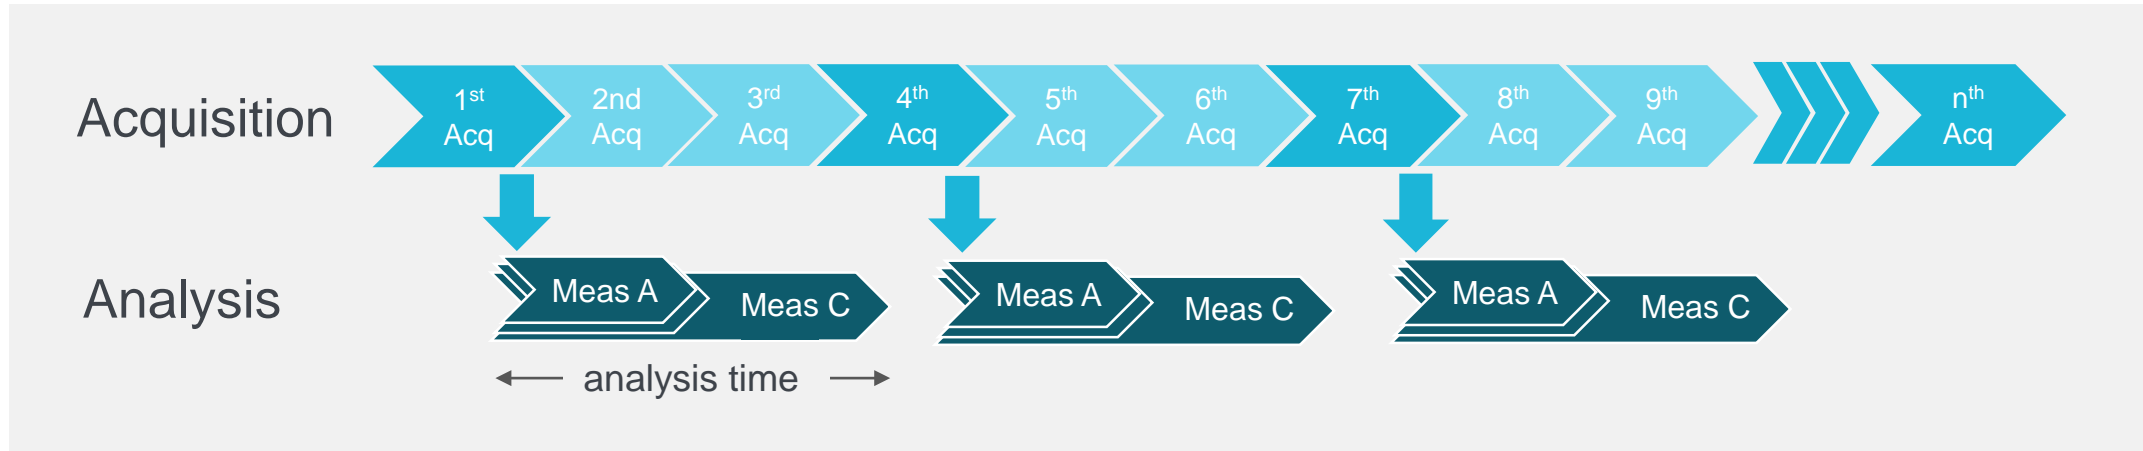 Acquisition
1st
Acq
2nd
Acq
3rd
Acq
4th
Acq
5th
Acq
6th
Acq
7th
Acq
8th
Acq
9th
Acq
nth
Acq
Analysis
Meas A
Meas C
Meas A
Meas C
Meas A
Meas C
analysis time